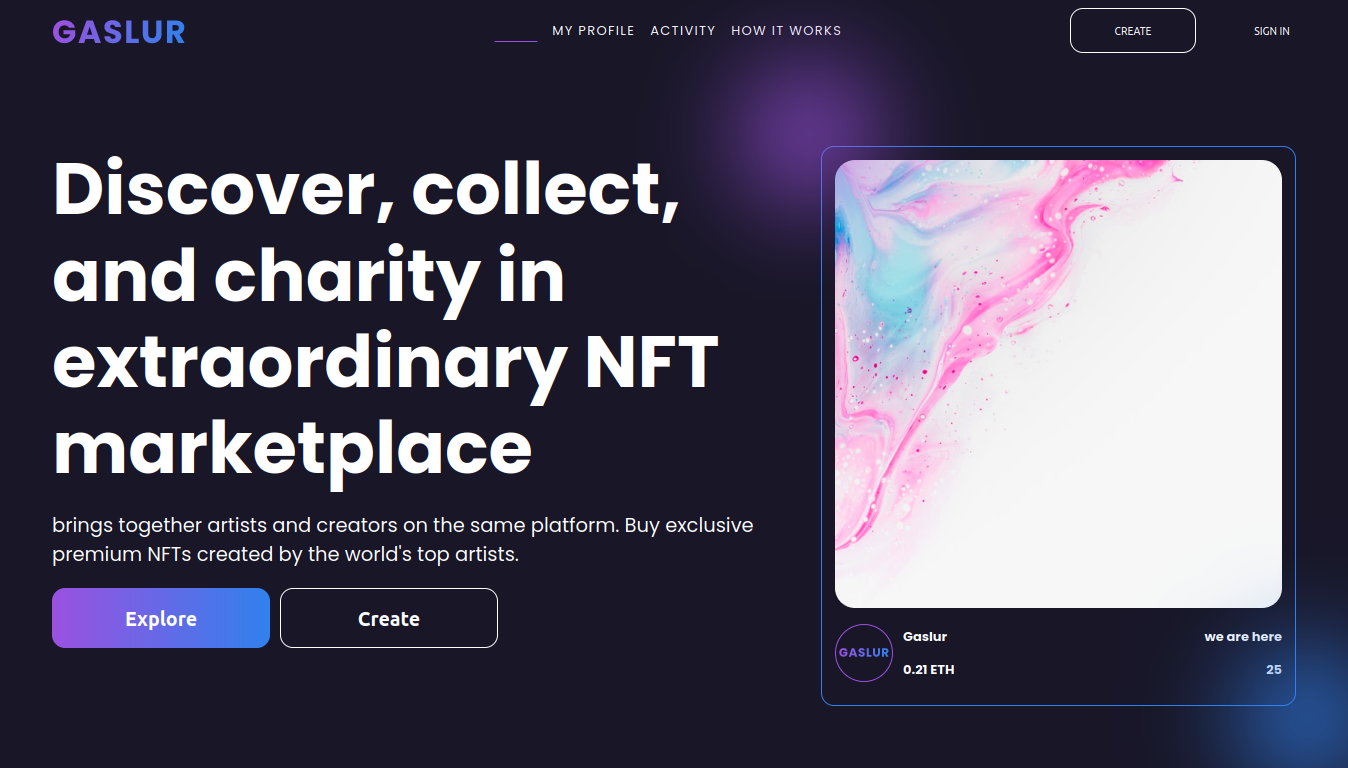 GASLUR
MY PROFILE ACTIVITY HOW IT WORKS
CREATE
SIGN IN
Discover, collect,
and charity in
extraordinary NFT
marketplace
brings together artists and creators on the same platform. Buy exclusive
premium NFTs created by the world's top artists.
Explore
Create
GASLUR
Gaslur
we are here
0.21 ETH
25